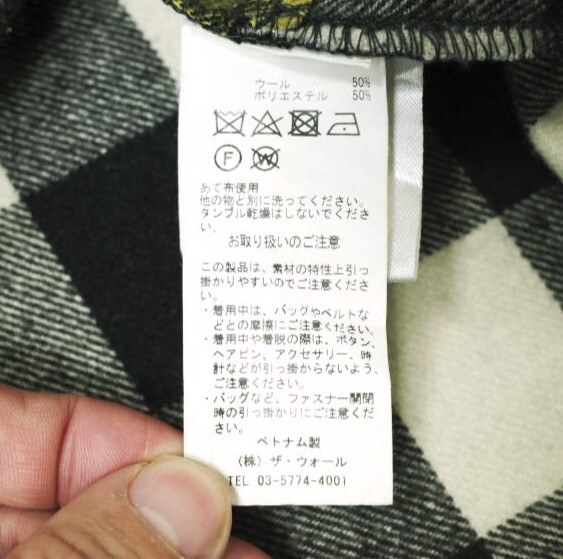 ウール 50%
ポリエステル 50%
F
W
あて布使用
他の物と別に洗ってください。
タンブル乾燥はしないでくださ
い。
お取り扱いのご注意
この製品は、素材の特性上引っ
掛かりやすいのでご注意くださ
い。
・着用中は、バッグやベルトな
どとの摩擦にご注意ください。
・着用中や着脱の際は、ボタン、
ヘアピン、アクセサリー、時
計などが引っ掛からないよう、
ご注意ください。
・バッグなど、ファスナー開閉
時の引っ掛かりにご注意くだ
さい。
ベトナム製
(株) ザ・ウォール
TEL 03-5774-4001